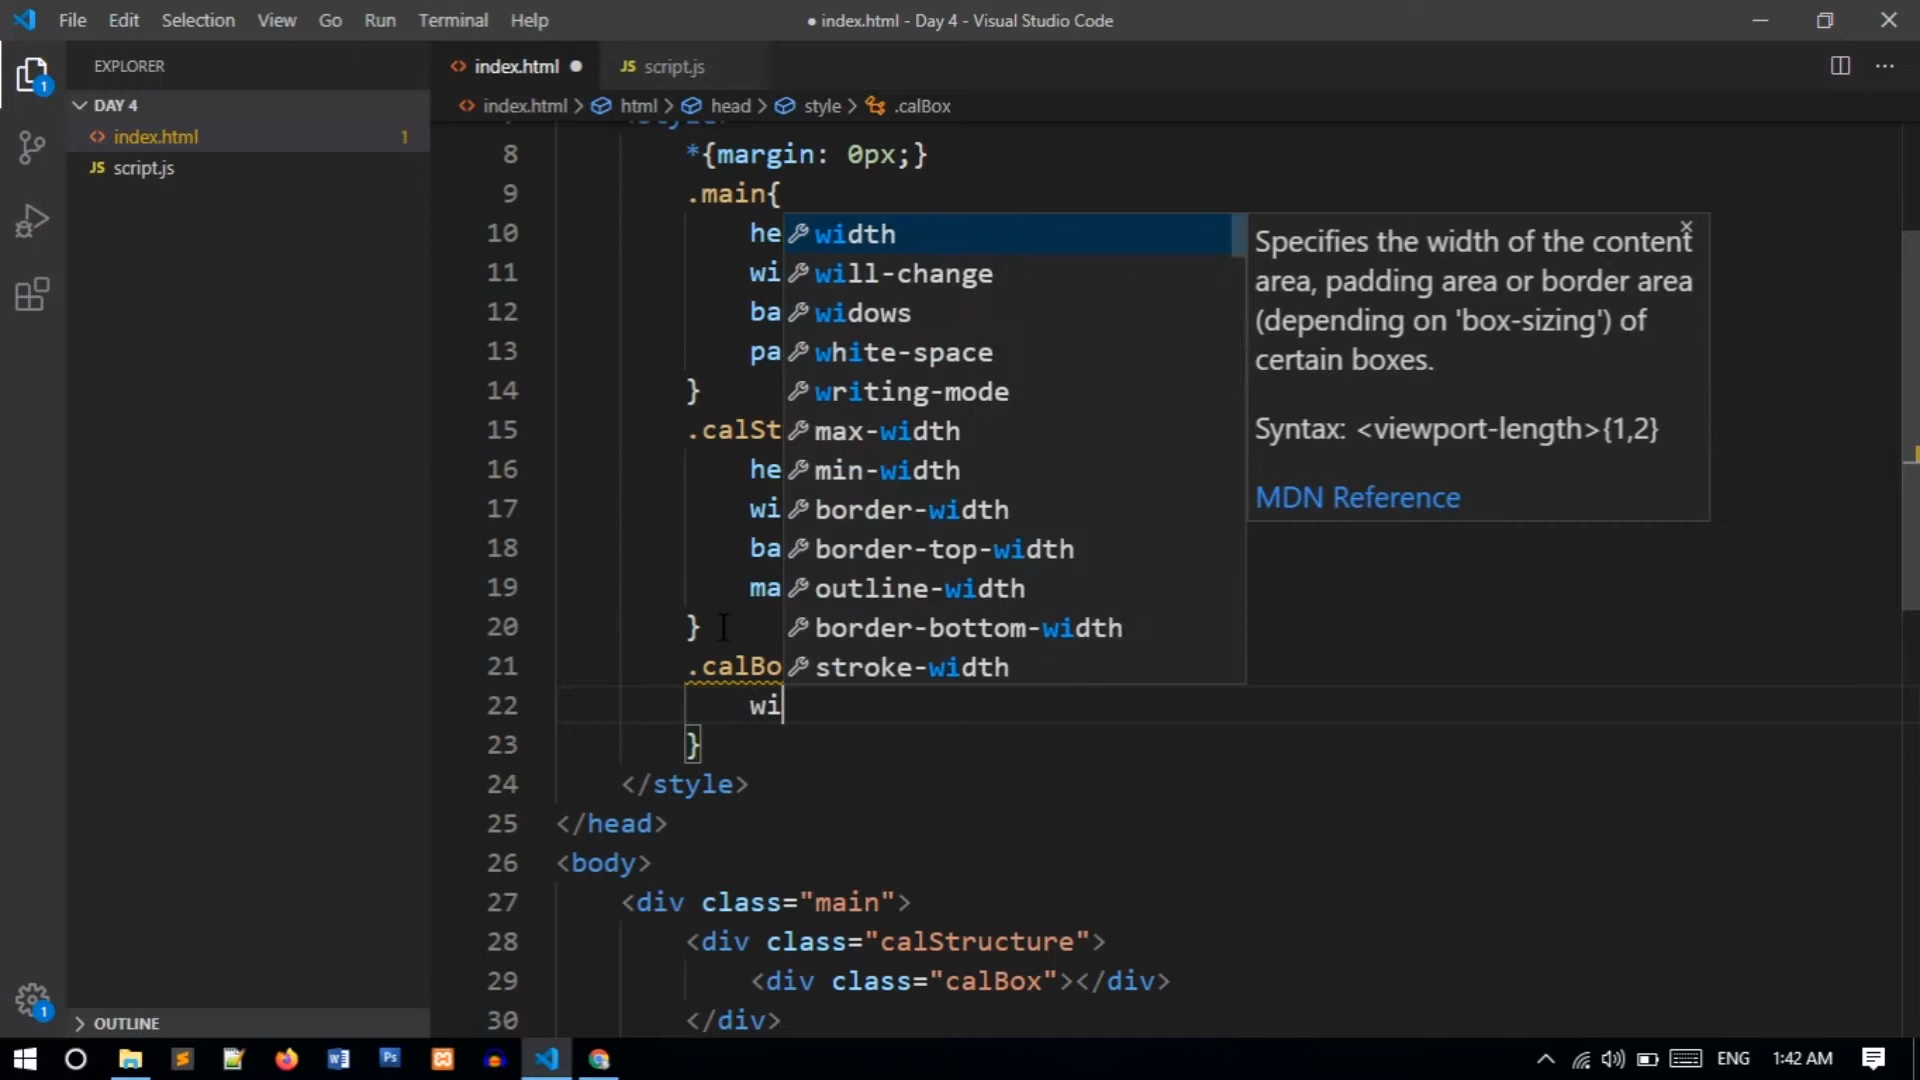 File Edit Selection View Go Run Terminal Help
● index.html - Day 4 - Visual Studio Code
EXPLORER
DAY 4
index.html 1
JS script.js
1
1
OUTLINE
index.html ●
JS script.js
index.html > html > head > style > .calBox
8 *{margin: 0px;}
9 .main{
10 he
11 wi
12 ba
13 pa
14 }
15 .calSt
16 he
17 wi
18 ba
19 ma
20 }
21 .calBo
22 wi
23 }
24 </style>
25 </head>
26 <body>
27 <div class="main">
28 <div class="calStructure">
29 <div class="calBox"></div>
30 </div>
width
will-change
widows
white-space
writing-mode
max-width
min-width
border-width
border-top-width
outline-width
border-bottom-width
stroke-width
Specifies the width of the content
area, padding area or border area
(depending on 'box-sizing') of
certain boxes.
Syntax: <viewport-length>{1,2}
MDN Reference
Ps
ENG
1:42 AM